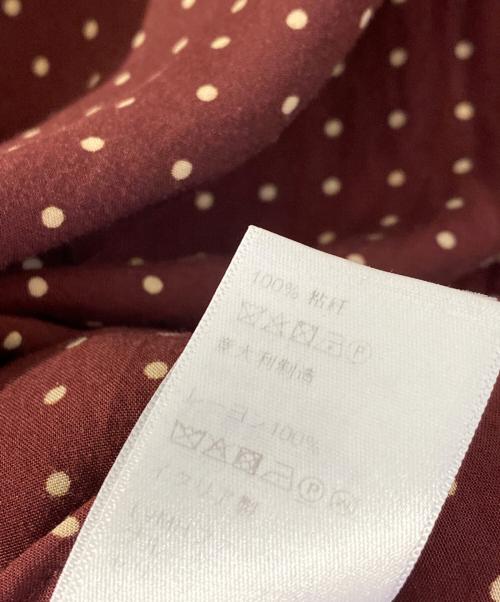 100% 粘纤
P
意大利制造
レーヨン100%
P W
イタリア製